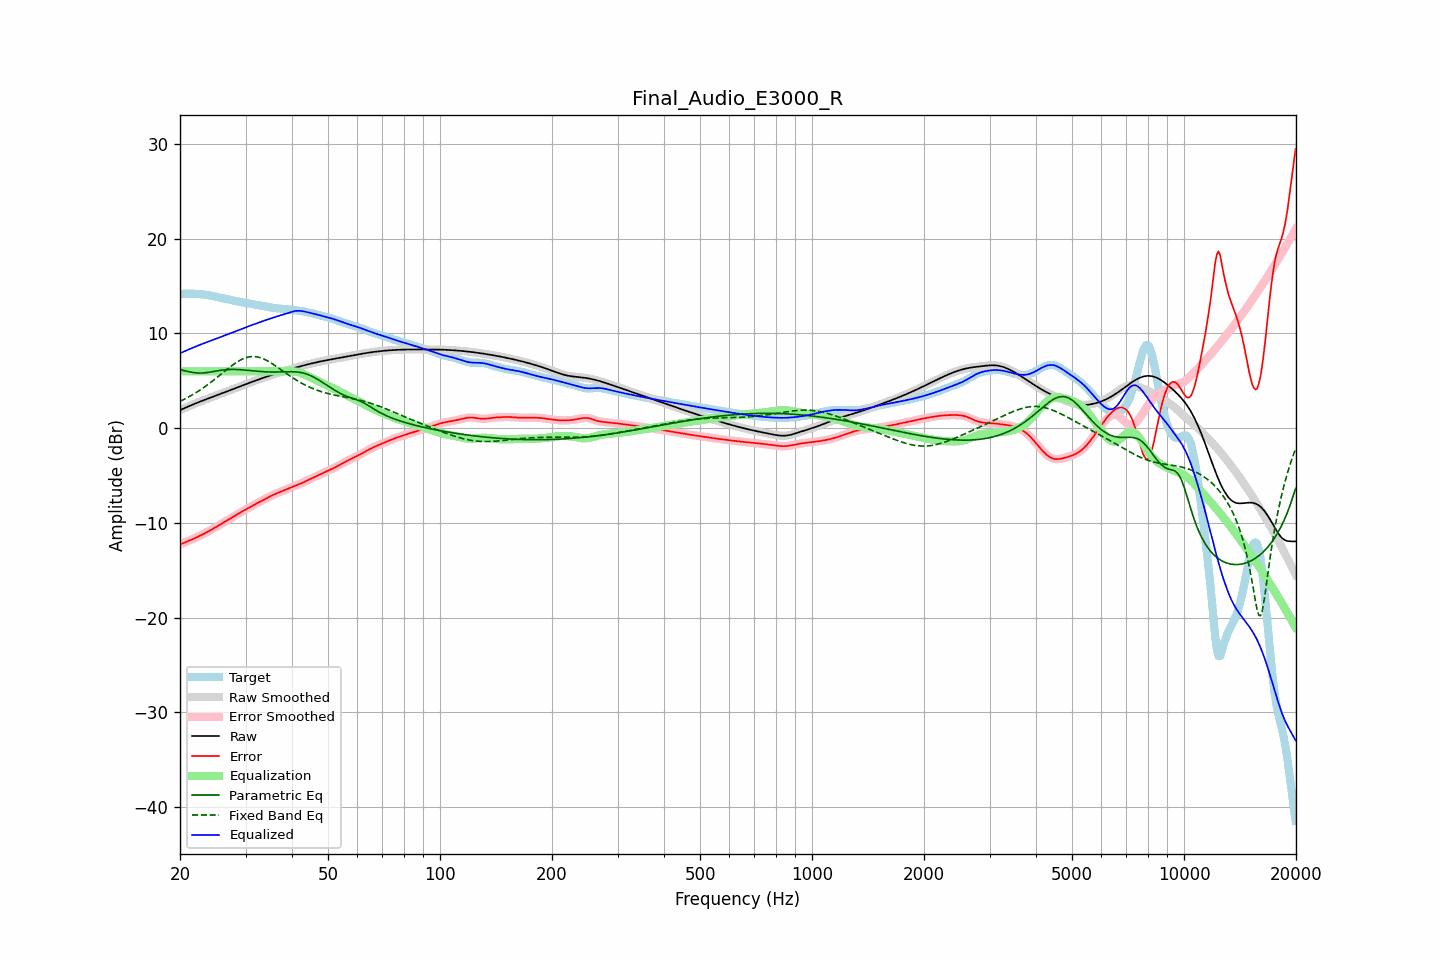 Final_Audio_E3000_R
30
20
10
0
−10
−20
−30
−40
Amplitude (dBr)
Target
Raw Smoothed
Error Smoothed
Raw
Error
Equalization
Parametric Eq
Fixed Band Eq
Equalized
20 50 100 200 500 1000 2000 5000 10000 20000
Frequency (Hz)